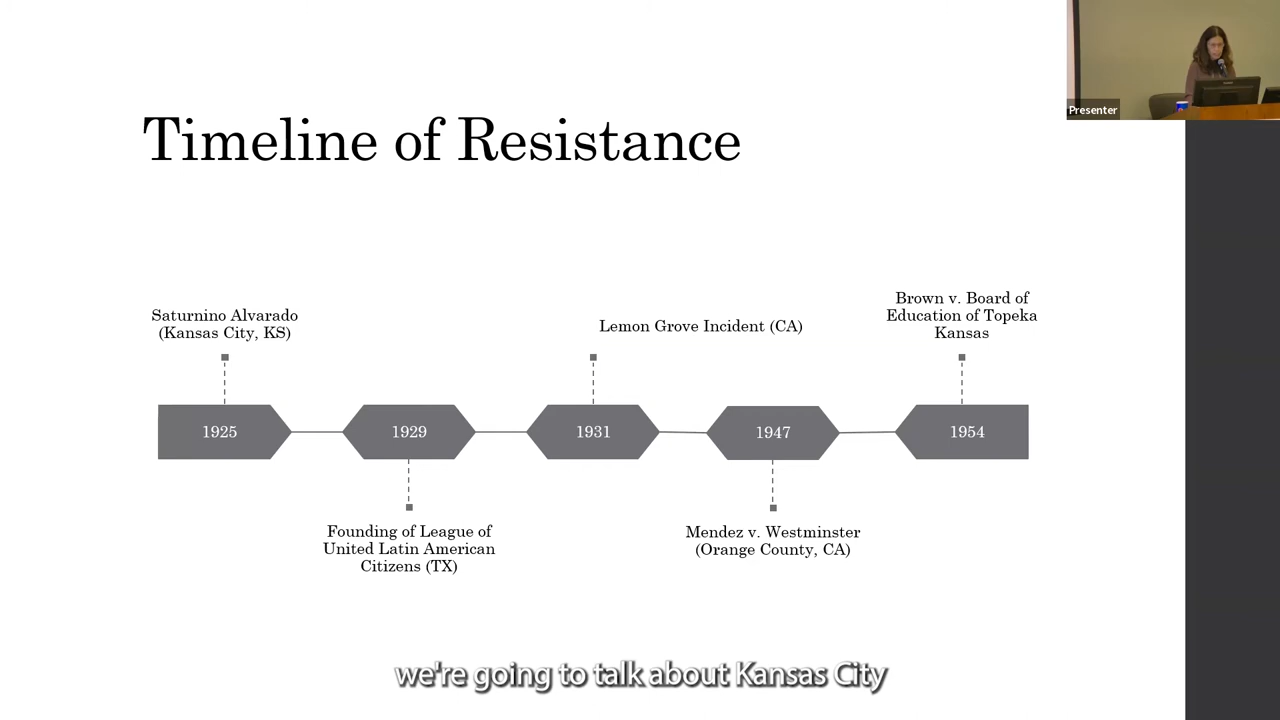 Presenter
Timeline of Resistance
Saturnino Alvarado
(Kansas City, KS)
Lemon Grove Incident (CA)
Brown v. Board of
Education of Topeka
Kansas
1925
1929
1931
1947
1954
Founding of League of
United Latin American
Citizens (TX)
Mendez v. Westminster
(Orange County, CA)
we're going to talk about Kansas City